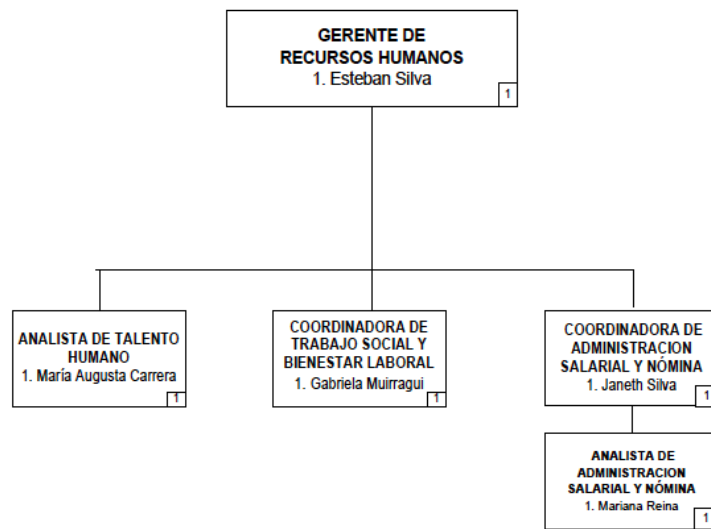 GERENTE DE
RECURSOS HUMANOS
1. Esteban Silva
1
ANALISTA DE TALENTO
HUMANO
1. María Augusta Carrera
1
COORDINADORA DE
TRABAJO SOCIAL Y
BIENESTAR LABORAL
1. Gabriela Muirragui
1
COORDINADORA DE
ADMINISTRACION
SALARIAL Y NÓMINA
1. Janeth Silva
1
ANALISTA DE
ADMINISTRACION
SALARIAL Y NÓMINA
1. Mariana Reina
1